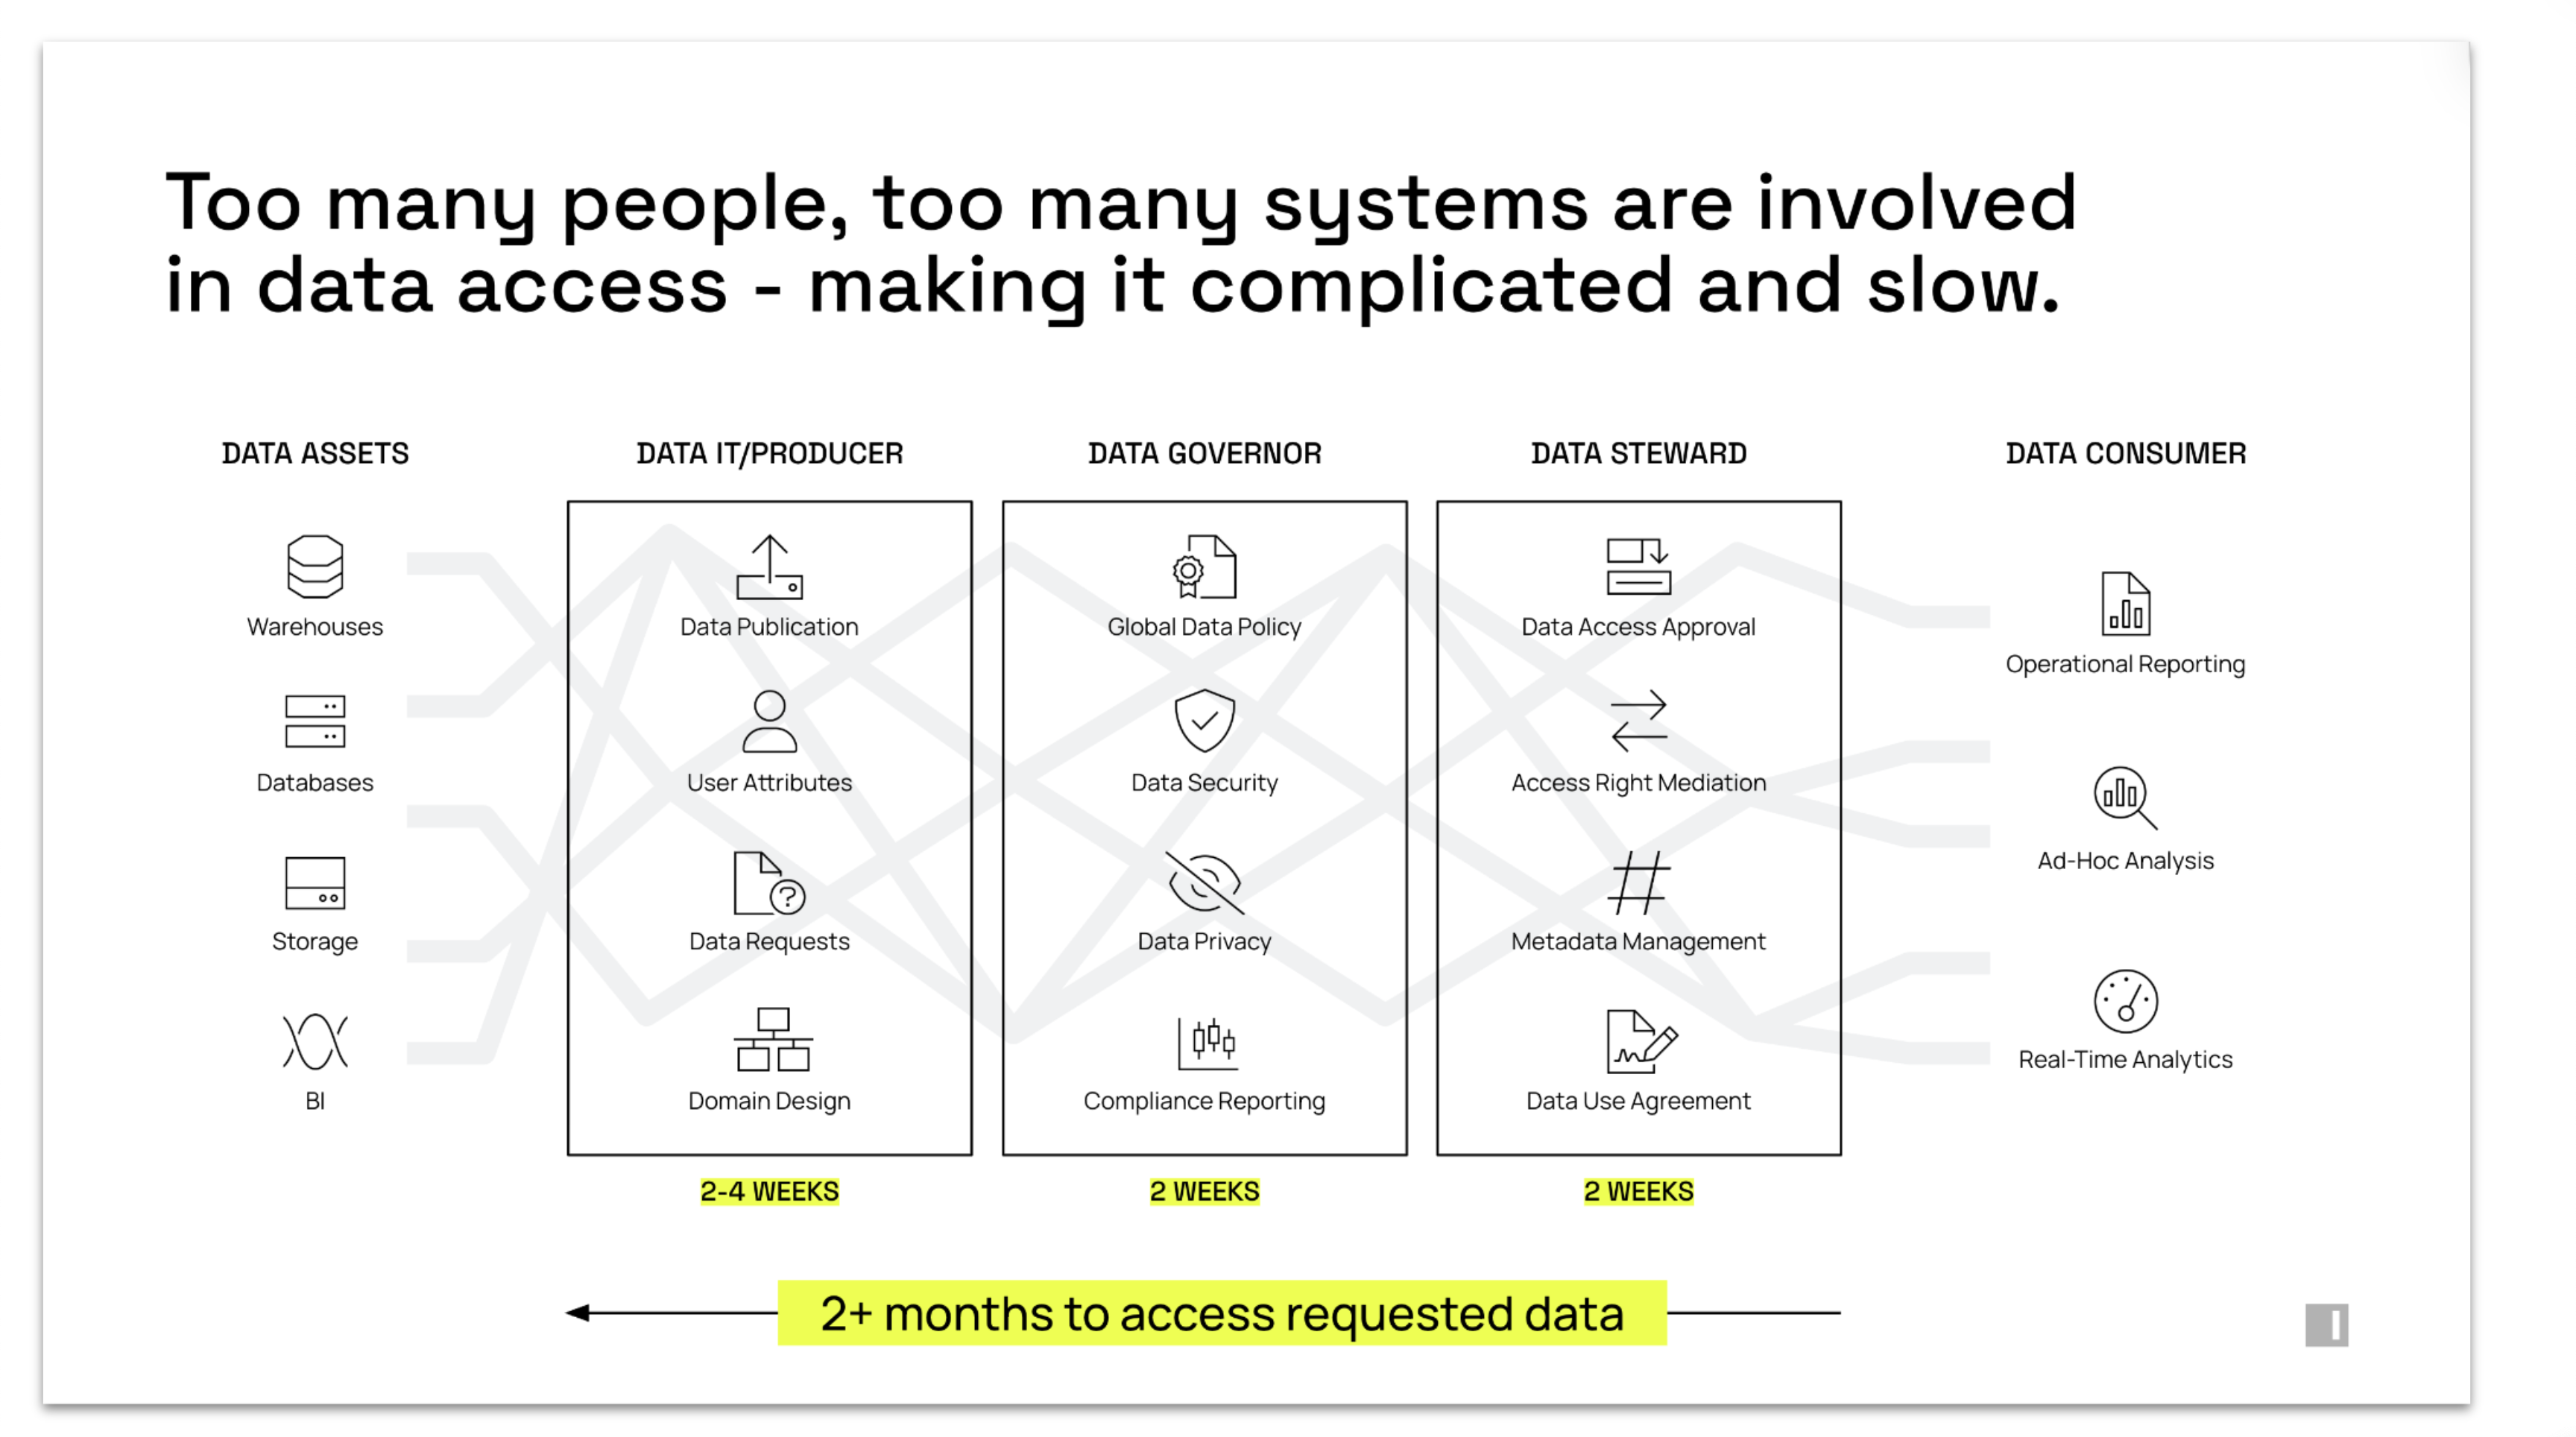 Too many people, too many systems are involved
in data access - making it complicated and slow.
DATA ASSETS
Warehouses
Databases
Storage
BI
DATA IT/PRODUCER
Data Publication
User Attributes
Data Requests
Domain Design
2-4 WEEKS
DATA GOVERNOR
Global Data Policy
Data Security
Data Privacy
Compliance Reporting
2 WEEKS
DATA STEWARD
Data Access Approval
Access Right Mediation
Metadata Management
Data Use Agreement
2 WEEKS
DATA CONSUMER
Operational Reporting
Ad-Hoc Analysis
Real-Time Analytics
2+ months to access requested data